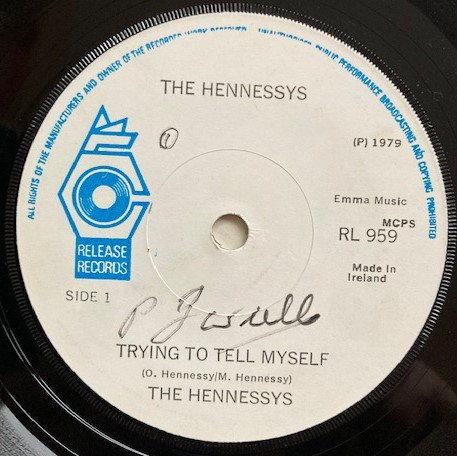 ALL RIGHTS OF THE MANUFACTURERS AND OWNER OF THE RECORDED WORK RESERVED UNAUTHORISED PUBLIC PERFORMANCE BROADCASTING AND COPYING PROHIBITED
THE HENNESSYS
(P) 1979
Emma Music
MCPS
RL 959
Made in
Ireland
RELEASE
RECORDS
SIDE 1
TRYING TO TELL MYSELF
(O. Hennessy/M. Hennessy)
THE HENNESSYS